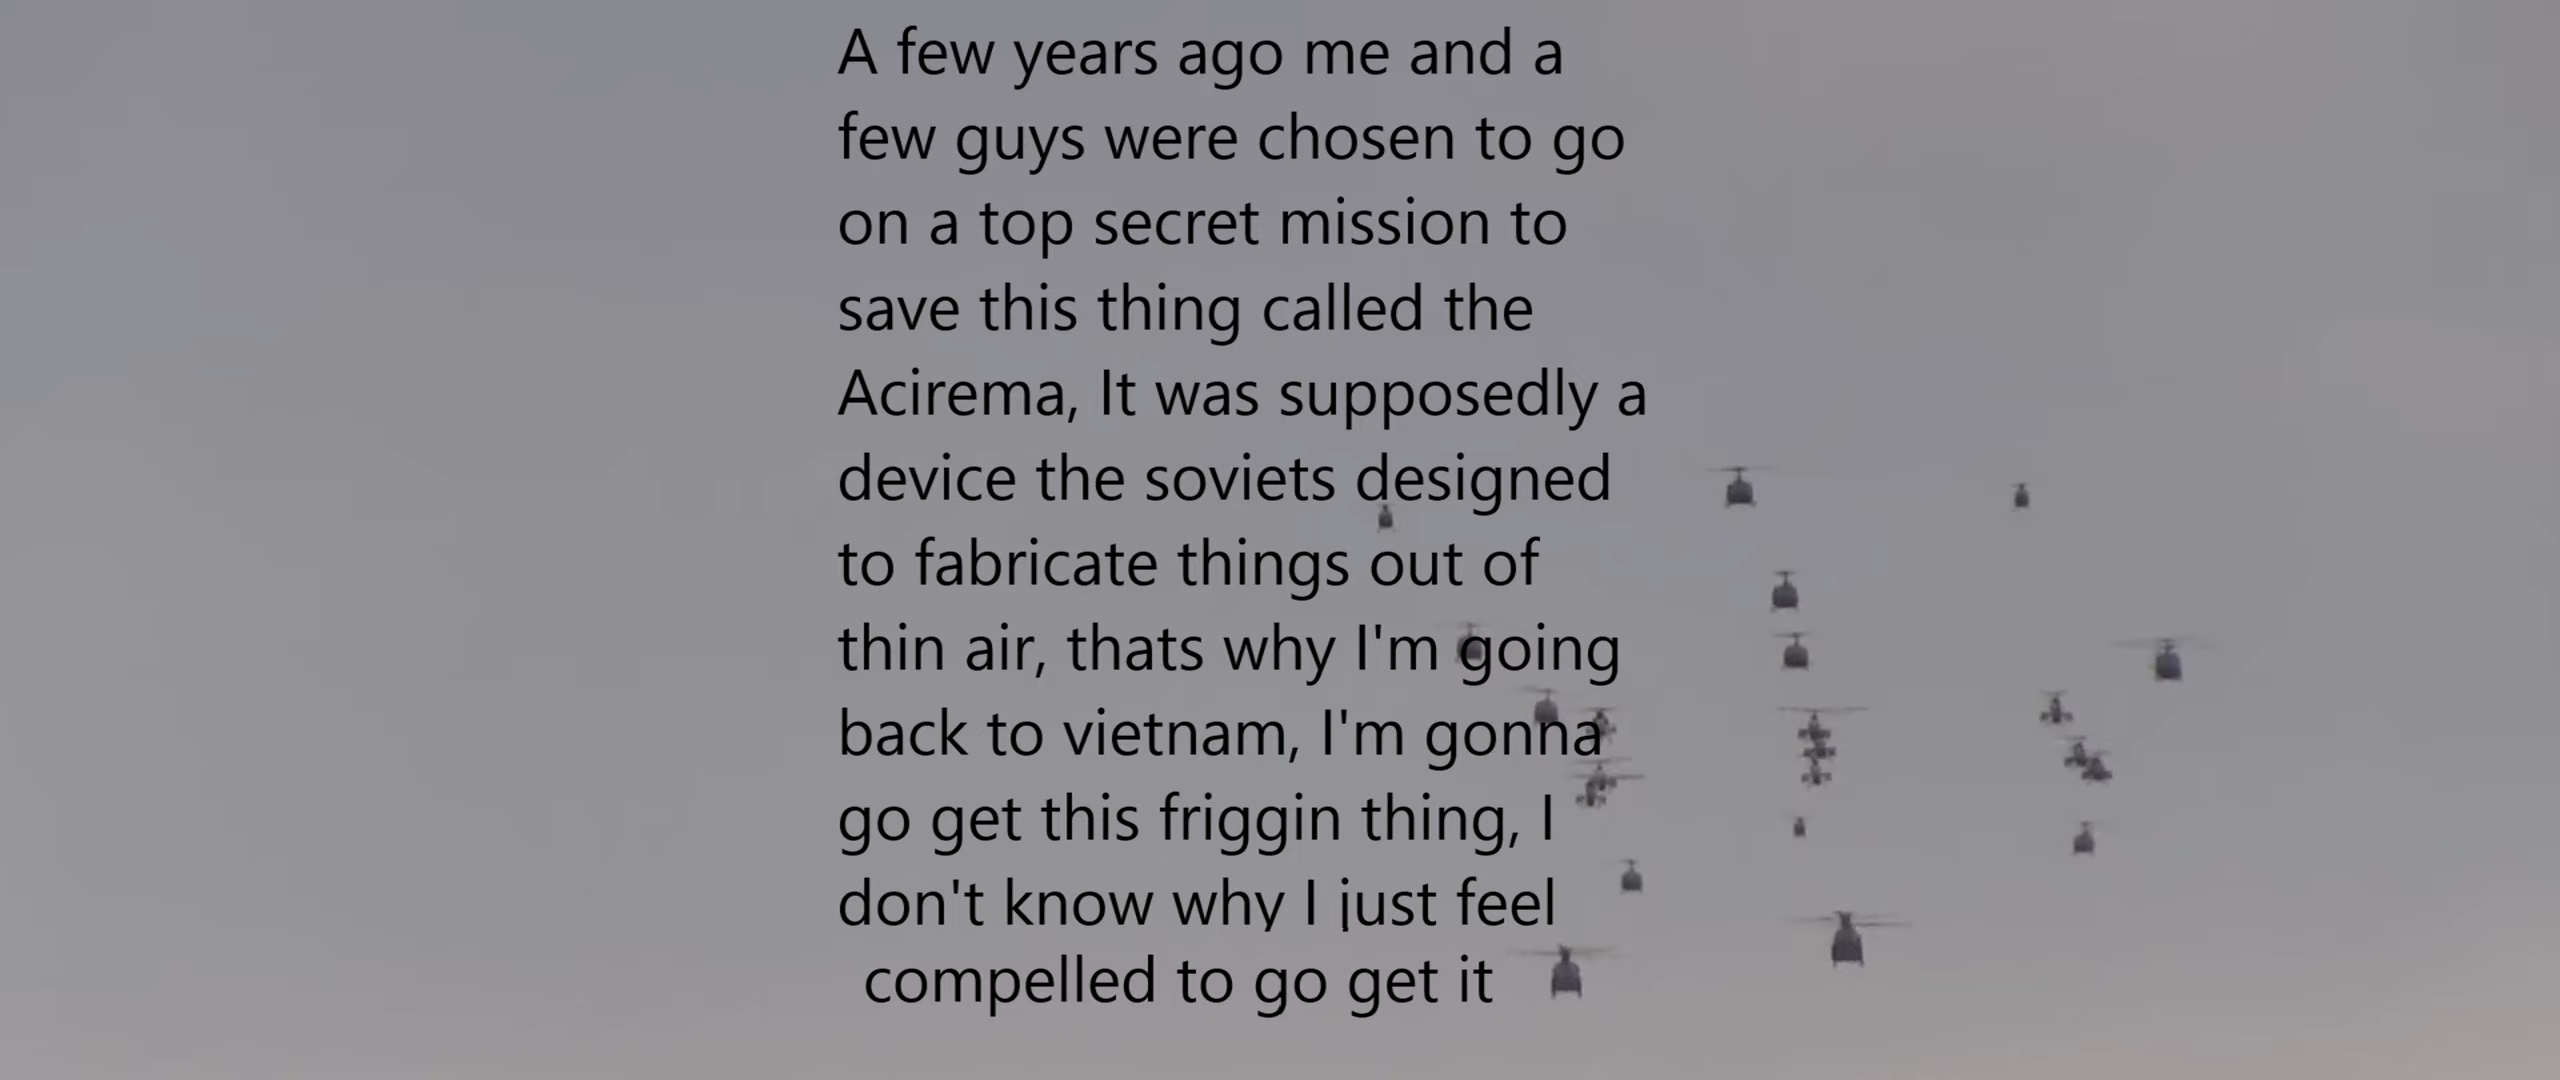 A few years ago me and a
few guys were chosen to go
on a top secret mission to
save this thing called the
Acirema, It was supposedly a
device the soviets designed
to fabricate things out of
thin air, thats why I'm going
back to vietnam, I'm gonna
go get this friggin thing, I
don't know why I just feel
compelled to go get it